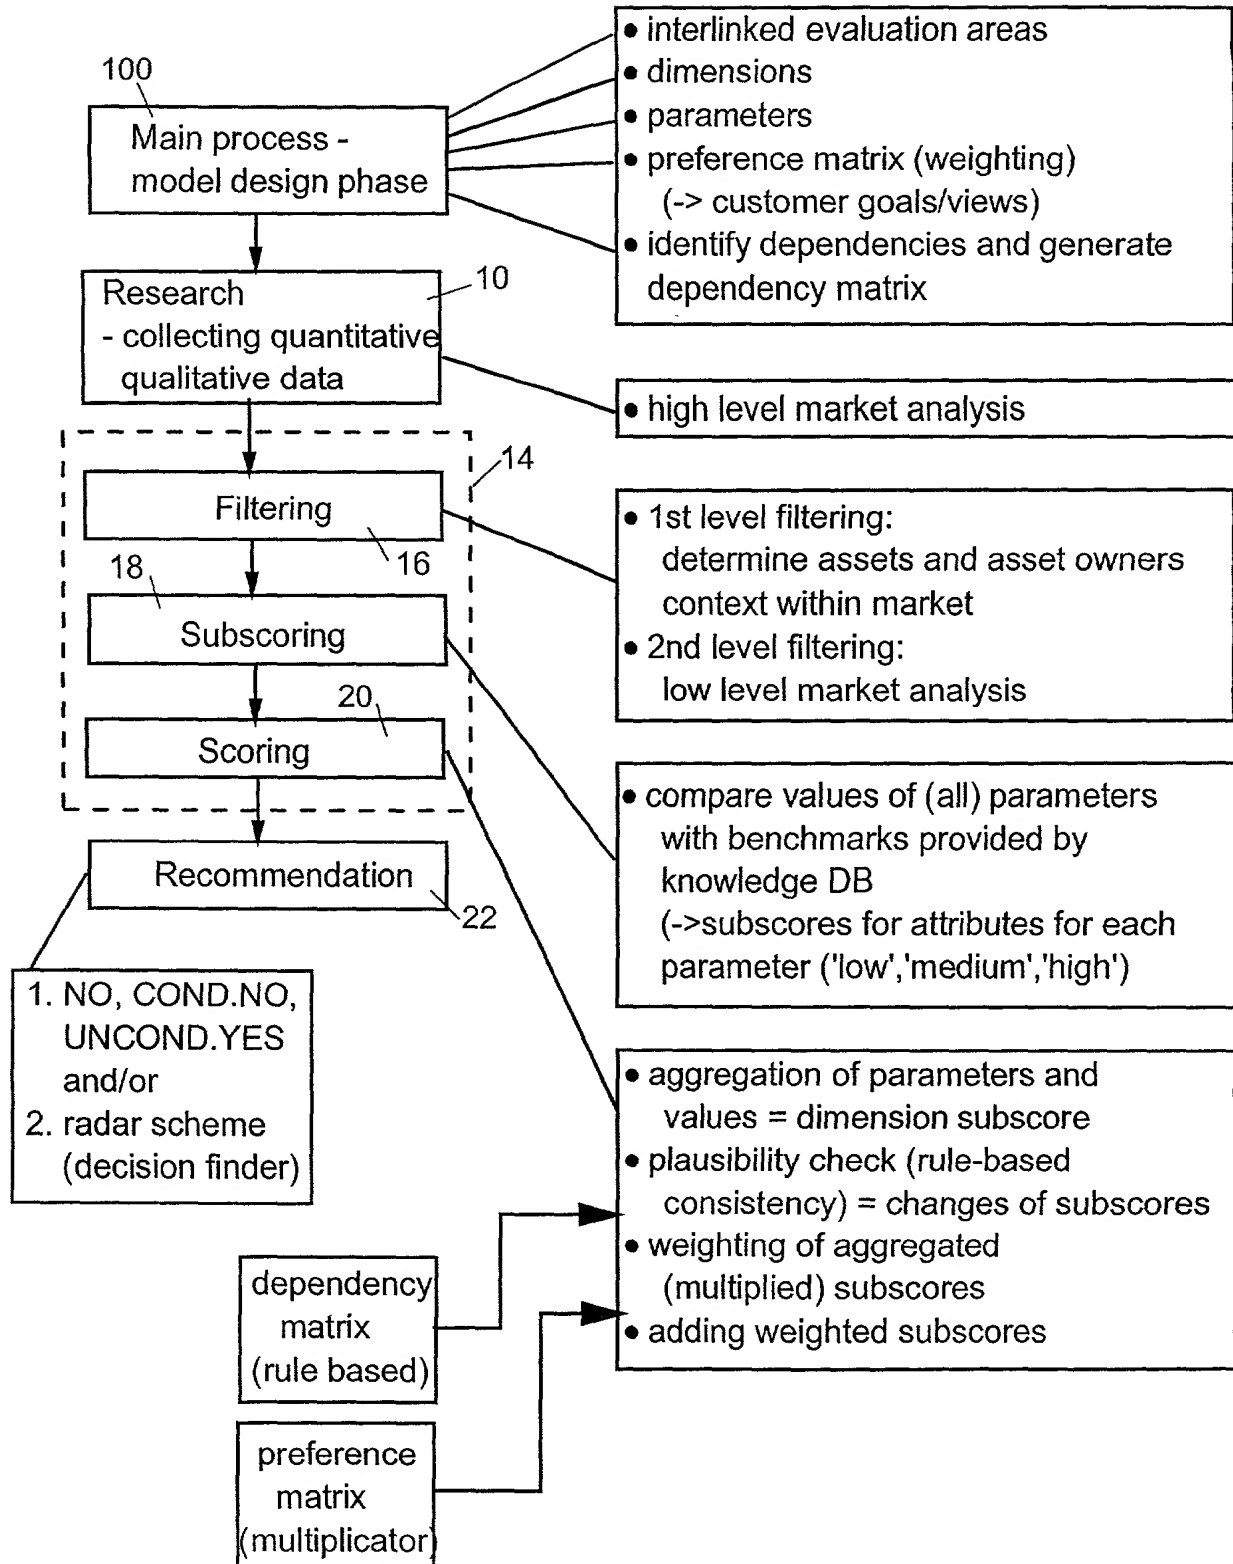 100
Main process -
model design phase
• interlinked evaluation areas
• dimensions
• parameters
• preference matrix (weighting)
(-> customer goals/views)
• identify dependencies and generate
dependency matrix
10
Research
- collecting quantitative
qualitative data
• high level market analysis
14
Filtering
16
• 1st level filtering:
determine assets and asset owners
context within market
• 2nd level filtering:
low level market analysis
18
Subscoring
20
Scoring
• compare values of (all) parameters
with benchmarks provided by
knowledge DB
(->subscores for attributes for each
parameter ('low','medium','high')
Recommendation
22
1. NO, COND.NO,
UNCOND.YES
and/or
2. radar scheme
(decision finder)
• aggregation of parameters and
values = dimension subscore
• plausibility check (rule-based
consistency) = changes of subscores
• weighting of aggregated
(multiplied) subscores
• adding weighted subscores
dependency
matrix
(rule based)
preference
matrix
(multiplicator)